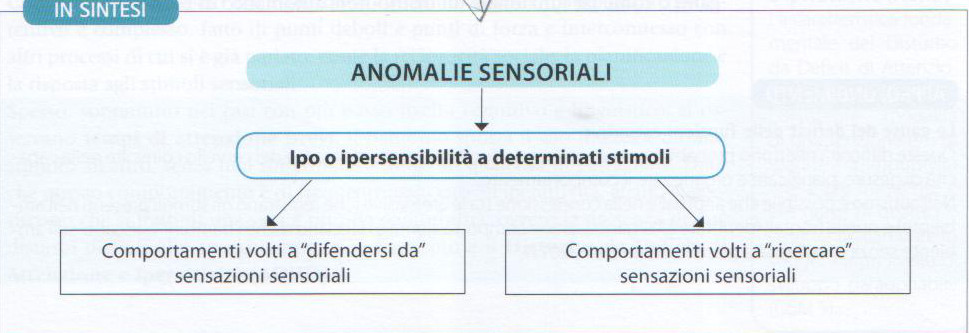 IN SINTESI
ANOMALIE SENSORIALI
Ipo o ipersensibilità a determinati stimoli
Comportamenti volti a “difendersi da”
sensazioni sensoriali
Comportamenti volti a “ricercare”
sensazioni sensoriali